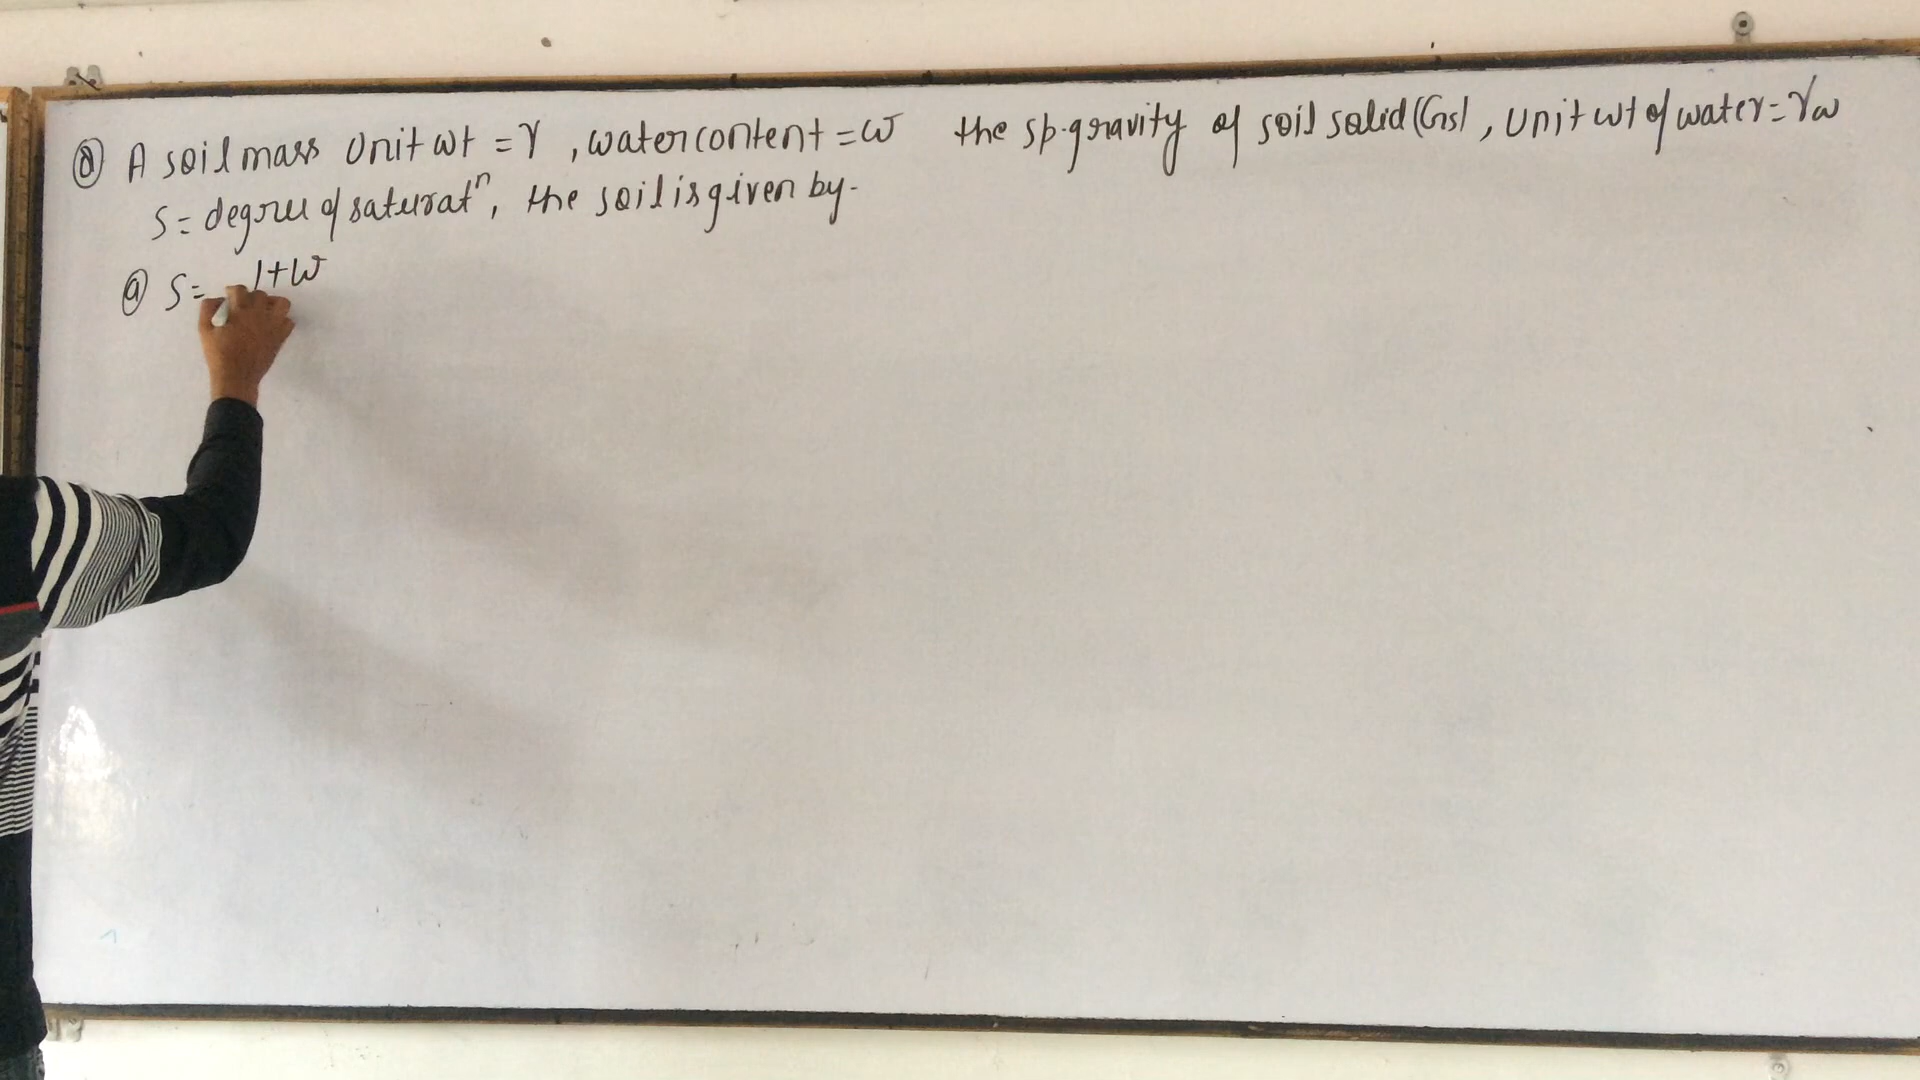 Ⓠ A soil mass unit wt = γ, water content = ω the sp. gravity of soil solid (Gs), Unit wt of water = γω
S = degree of saturatⁿ, the soil is given by -
ⓐ S = 1+ω